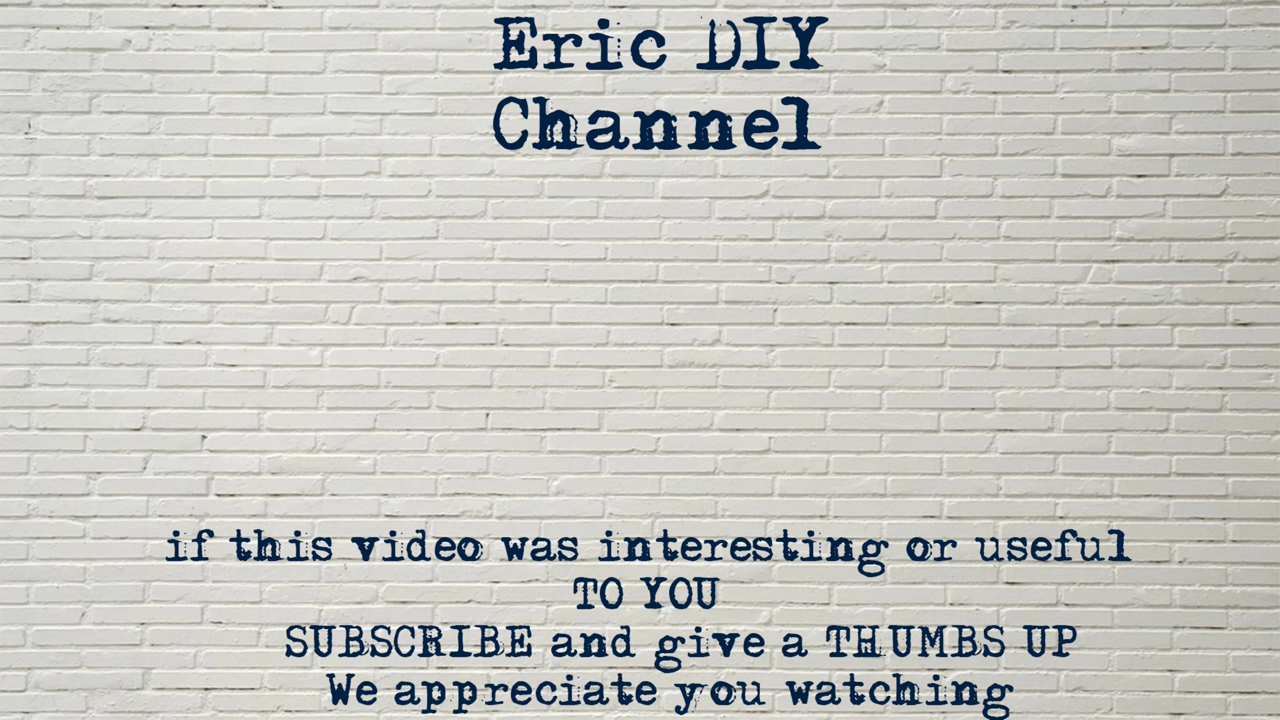 Eric DIY
Channel
if this video was interesting or useful
TO YOU
SUBSCRIBE and give a THUMBS UP
We appreciate you watching